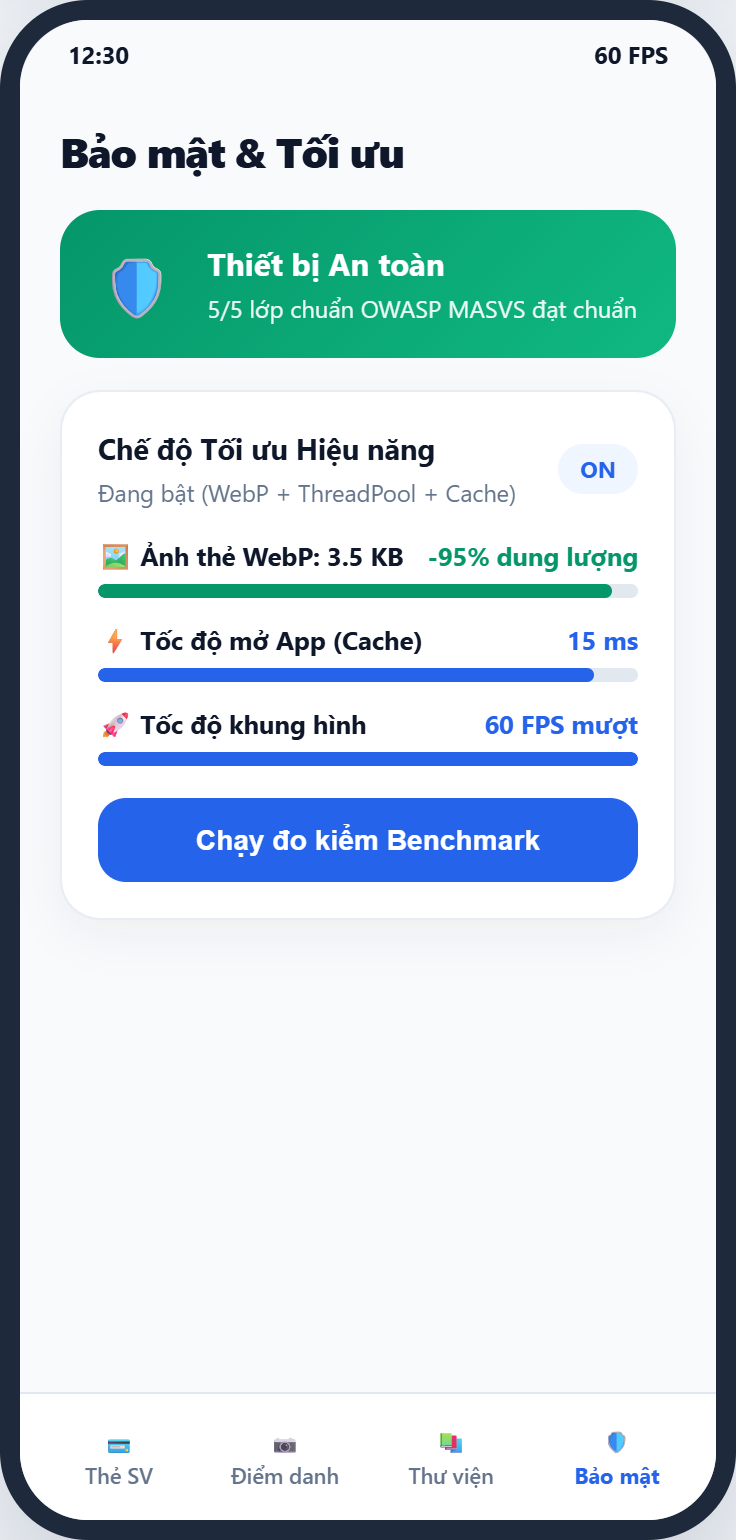 12:30
60 FPS
Bảo mật & Tối ưu
Thiết bị An toàn
5/5 lớp chuẩn OWASP MASVS đạt chuẩn
Chế độ Tối ưu Hiệu năng
Đang bật (WebP + ThreadPool + Cache)
ON
Ảnh thẻ WebP: 3.5 KB
-95% dung lượng
Tốc độ mở App (Cache)
15 ms
Tốc độ khung hình
60 FPS mượt
Chạy đo kiểm Benchmark
Thẻ SV
Điểm danh
Thư viện
Bảo mật